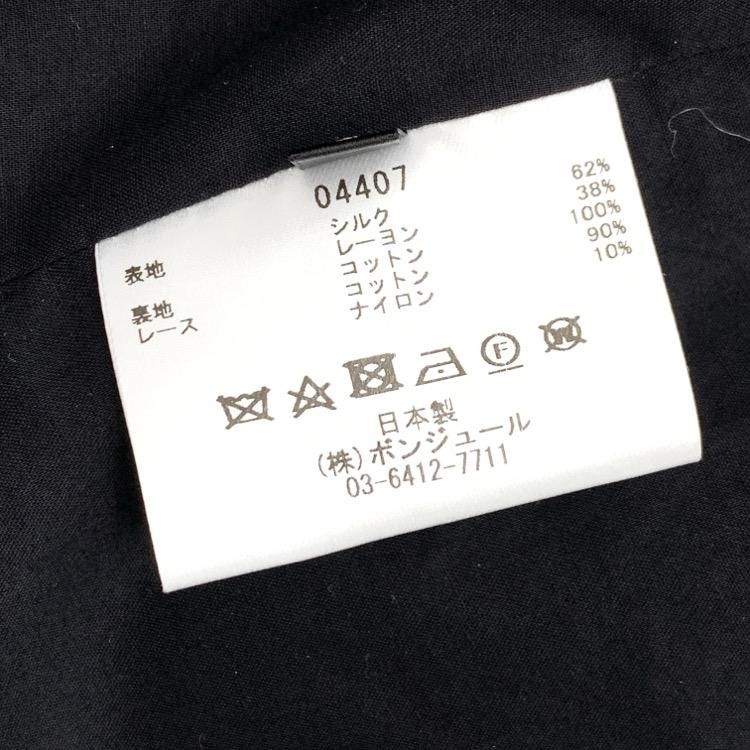 04407
表地 シルク 62%
レーヨン 38%
裏地 コットン 100%
レース コットン 90%
ナイロン 10%
F W
日本製
(株)ボンジュール
03-6412-7711